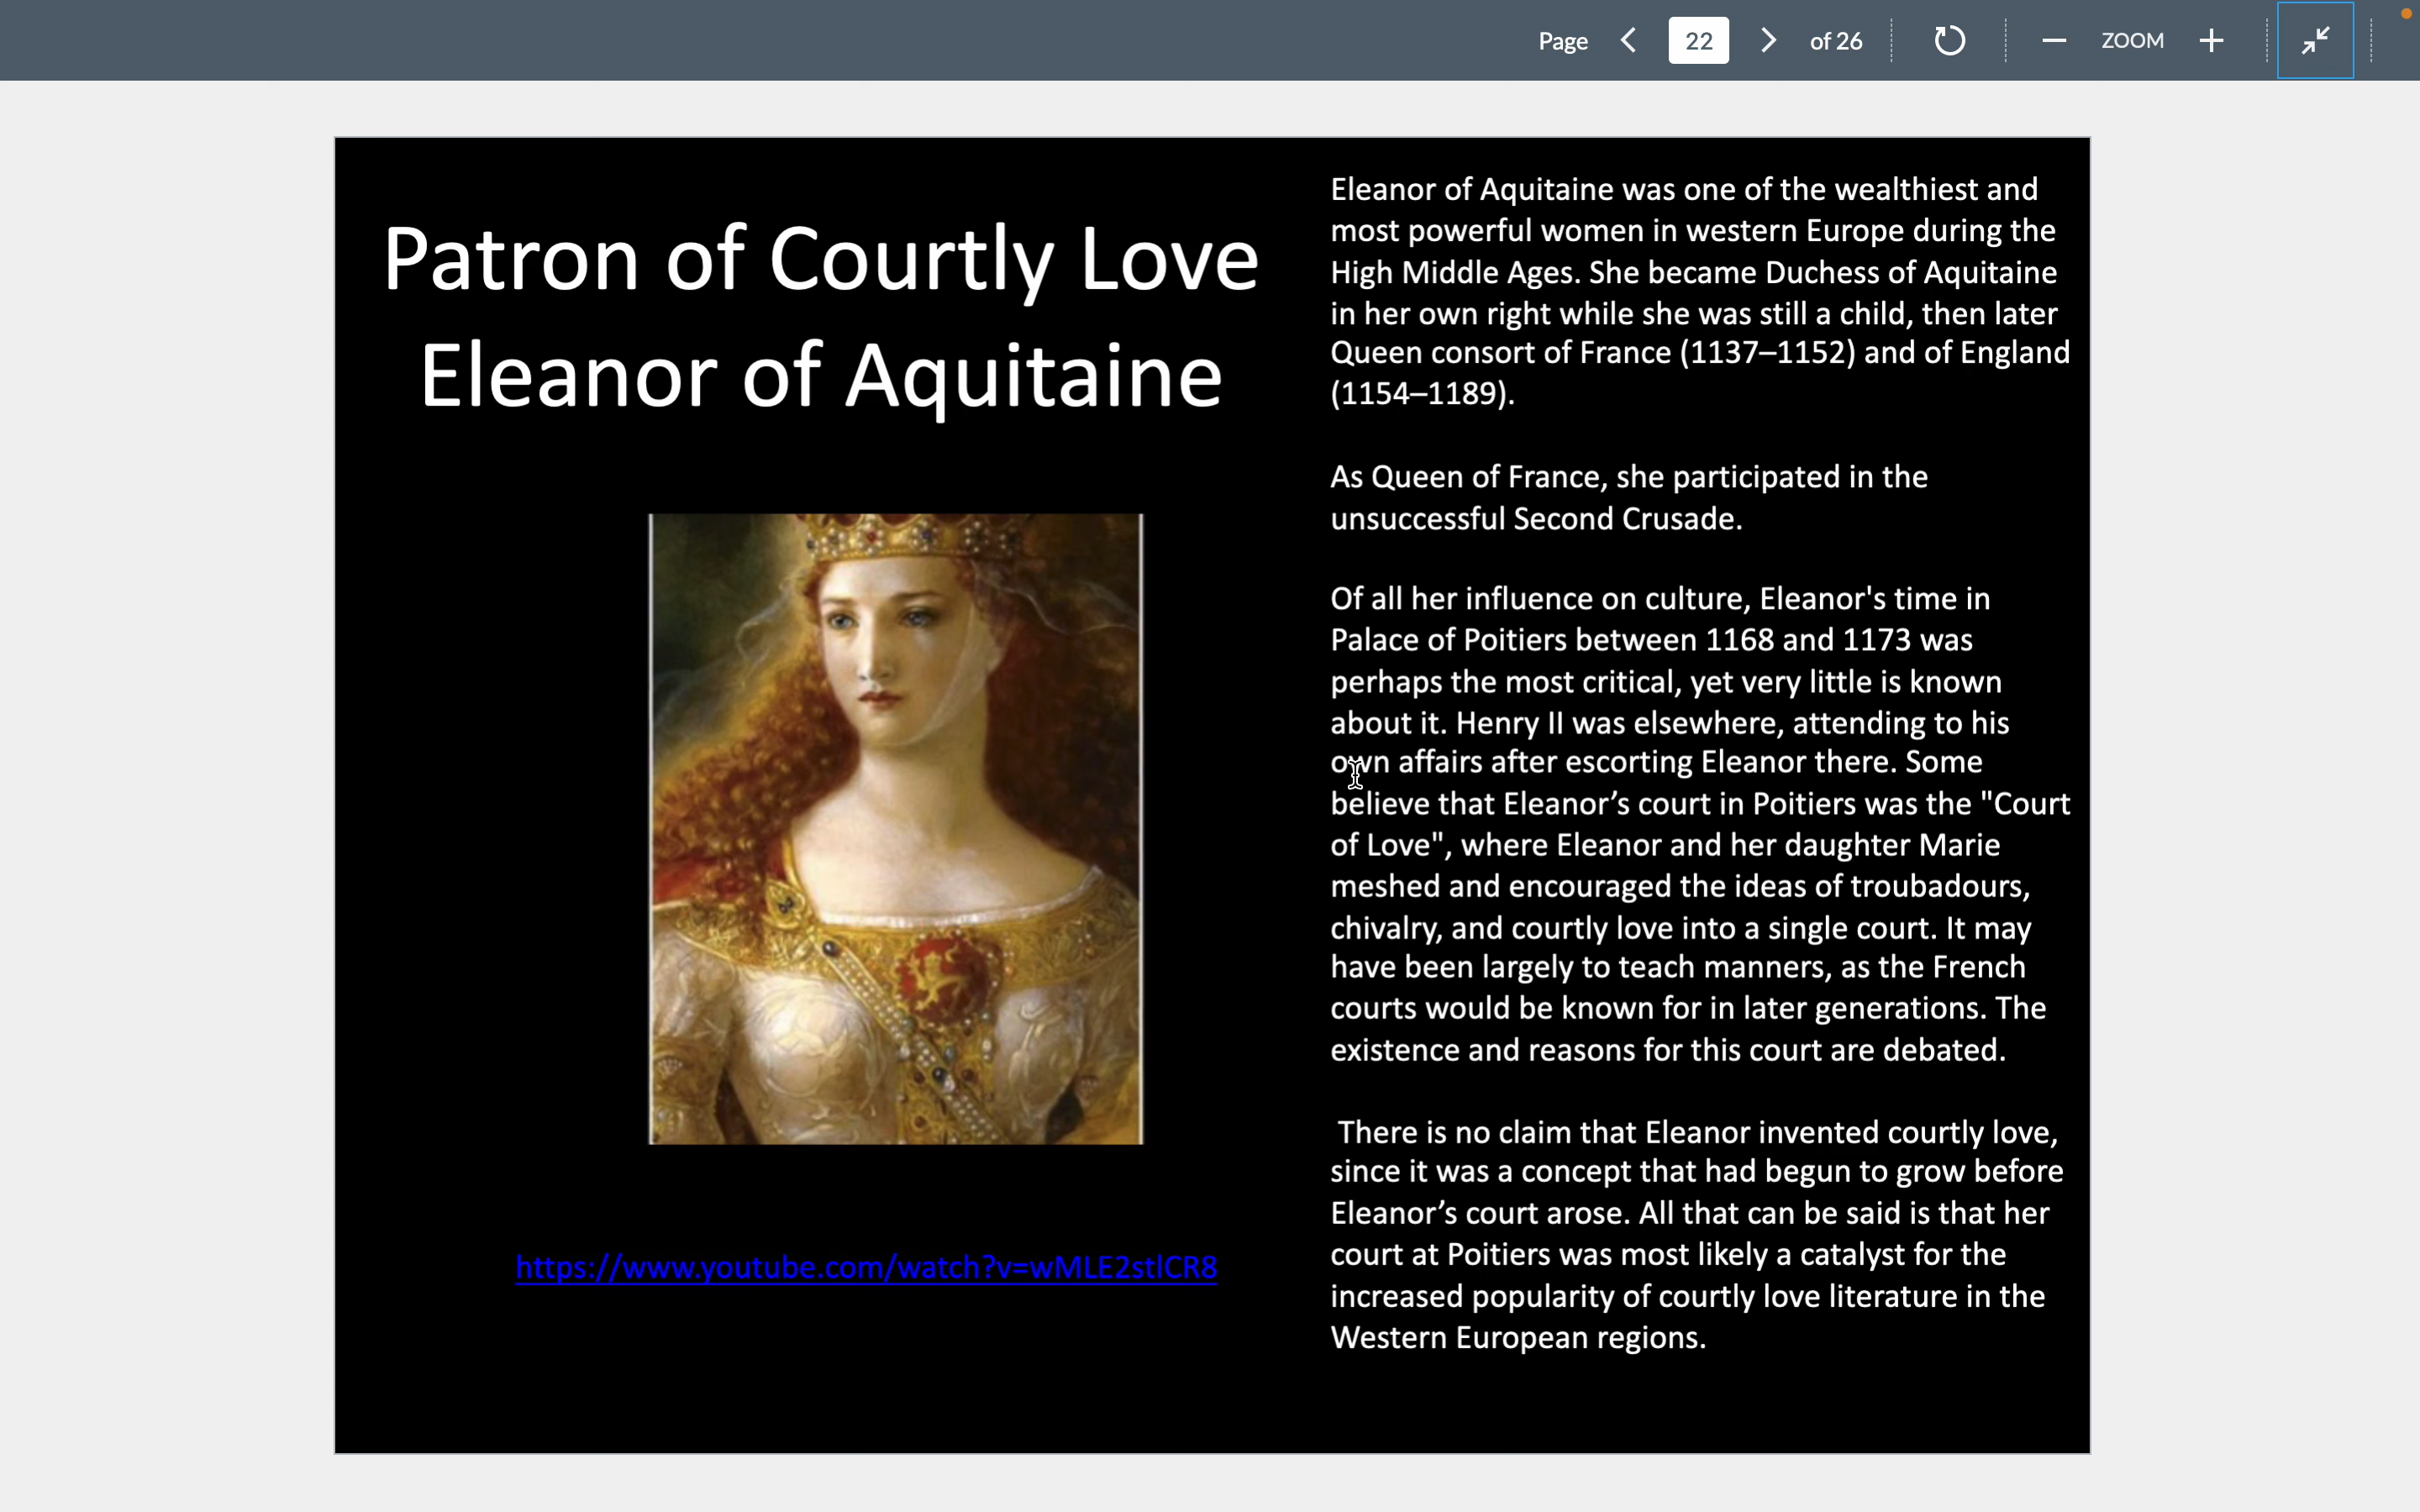 Page 22 of 26 ZOOM
Patron of Courtly Love
Eleanor of Aquitaine
https://www.youtube.com/watch?v=wMLE2stlCR8
Eleanor of Aquitaine was one of the wealthiest and
most powerful women in western Europe during the
High Middle Ages. She became Duchess of Aquitaine
in her own right while she was still a child, then later
Queen consort of France (1137–1152) and of England
(1154–1189).
As Queen of France, she participated in the
unsuccessful Second Crusade.
Of all her influence on culture, Eleanor's time in
Palace of Poitiers between 1168 and 1173 was
perhaps the most critical, yet very little is known
about it. Henry II was elsewhere, attending to his
own affairs after escorting Eleanor there. Some
believe that Eleanor’s court in Poitiers was the "Court
of Love", where Eleanor and her daughter Marie
meshed and encouraged the ideas of troubadours,
chivalry, and courtly love into a single court. It may
have been largely to teach manners, as the French
courts would be known for in later generations. The
existence and reasons for this court are debated.
There is no claim that Eleanor invented courtly love,
since it was a concept that had begun to grow before
Eleanor’s court arose. All that can be said is that her
court at Poitiers was most likely a catalyst for the
increased popularity of courtly love literature in the
Western European regions.